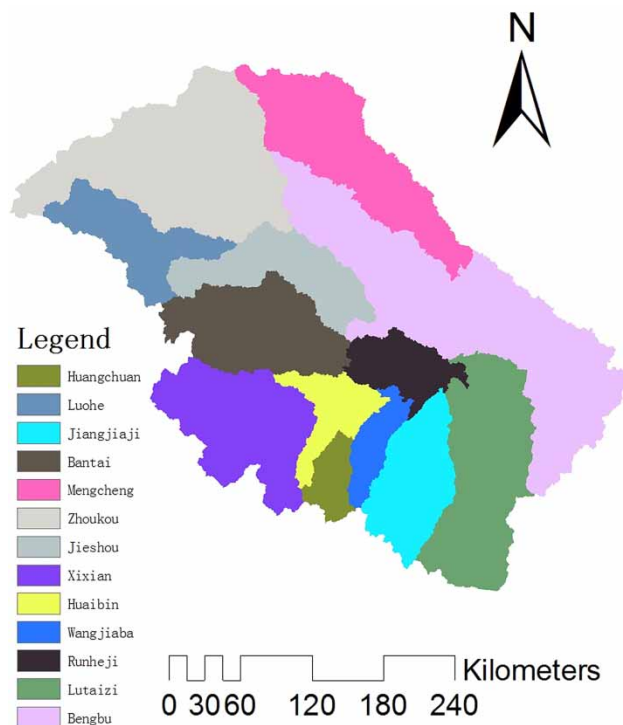 N
Legend
Huangchuan
Luohe
Jiangjiaji
Bantai
Mengcheng
Zhoukou
Jieshou
Xixian
Huaibin
Wangjiaba
Runheji
Lutaizi
Bengbu
Kilometers
0 30 60 120 180 240